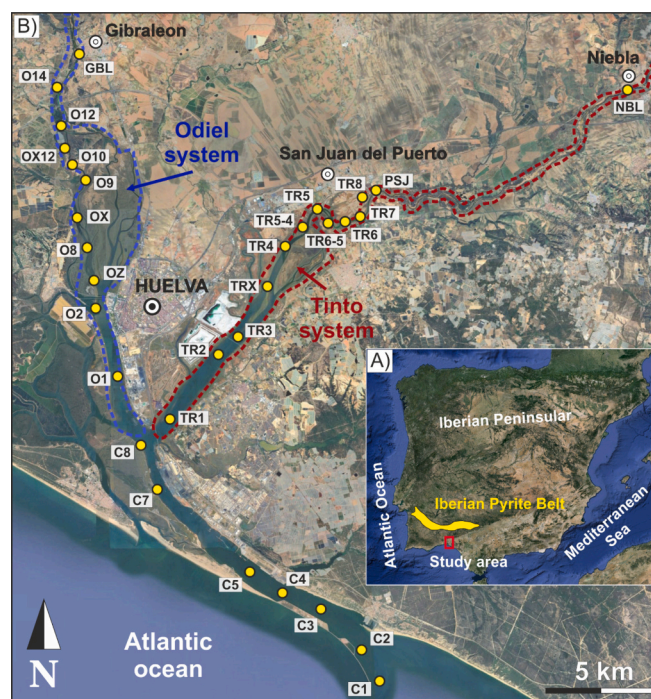 B)
Gibraleon
GBL
Niebla
O14
NBL
O12
Odiel
system
San Juan del Puerto
OX12
O10
O9
TR8
PSJ
TR5
OX
TR5-4
TR7
TR6
TR4
TR6-5
O8
OZ
TRX
HUELVA
Tinto
system
O2
TR3
TR2
A)
O1
Iberian Peninsular
TR1
C8
Atlantic Ocean
Iberian Pyrite Belt
Mediterranean
Sea
C7
Study area
C5
C4
C3
Atlantic
ocean
C2
N
5 km
C1